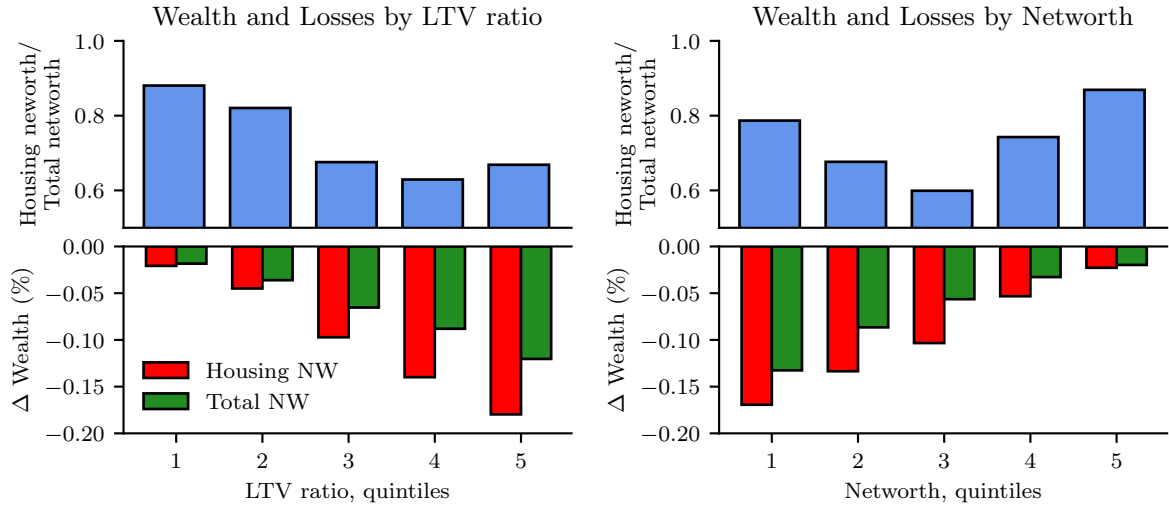 Wealth and Losses by LTV ratio
Housing neworth/
Total networth
1.0
0.8
0.6
Δ Wealth (%)
0.00
−0.05
−0.10
−0.15
−0.20
Housing NW
Total NW
1 2 3 4 5
LTV ratio, quintiles
Wealth and Losses by Networth
Housing neworth/
Total networth
1.0
0.8
0.6
Δ Wealth (%)
0.00
−0.05
−0.10
−0.15
−0.20
1 2 3 4 5
Networth, quintiles